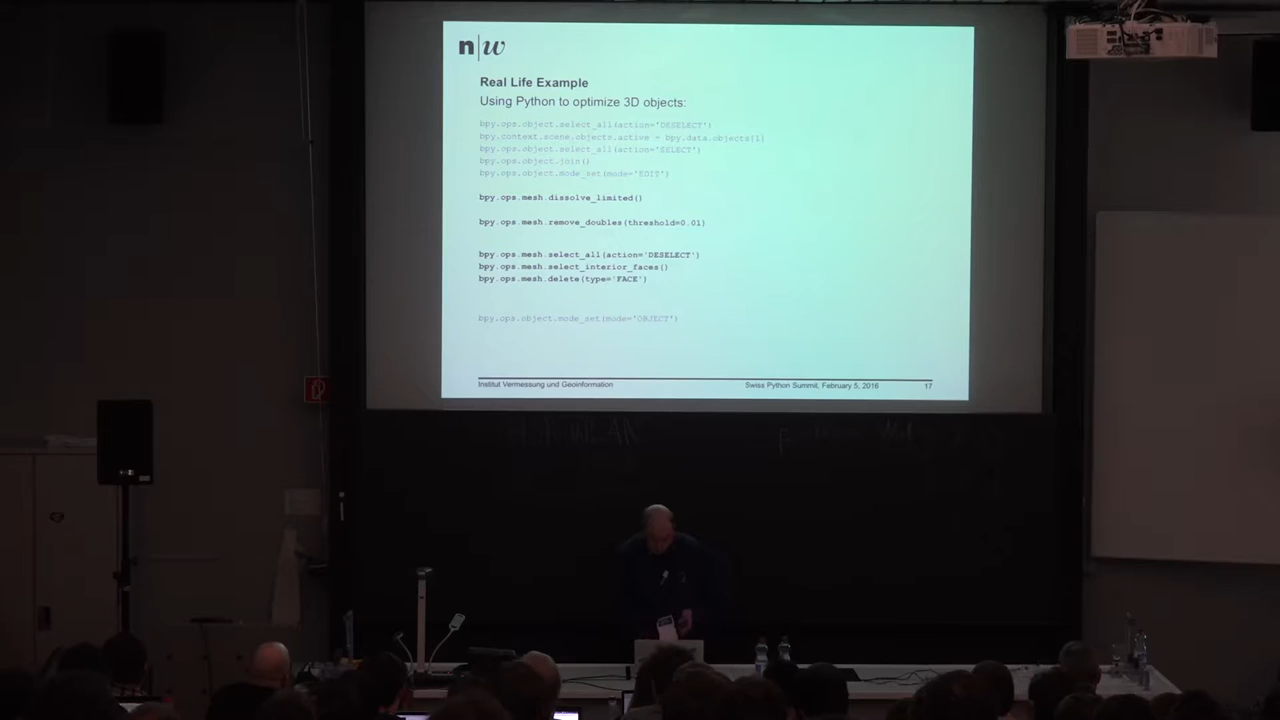 n|w
Real Life Example
Using Python to optimize 3D objects:
bpy.ops.object.select_all(action='DESELECT')
bpy.context.scene.objects.active = bpy.data.objects[1]
bpy.ops.object.select_all(action='SELECT')
bpy.ops.object.join()
bpy.ops.object.mode_set(mode='EDIT')
bpy.ops.mesh.dissolve_limited()
bpy.ops.mesh.remove_doubles(threshold=0.01)
bpy.ops.mesh.select_all(action='DESELECT')
bpy.ops.mesh.select_interior_faces()
bpy.ops.mesh.delete(type='FACE')
bpy.ops.object.mode_set(mode='OBJECT')
Institut Vermessung und Geoinformation
Swiss Python Summit, February 5, 2016
17